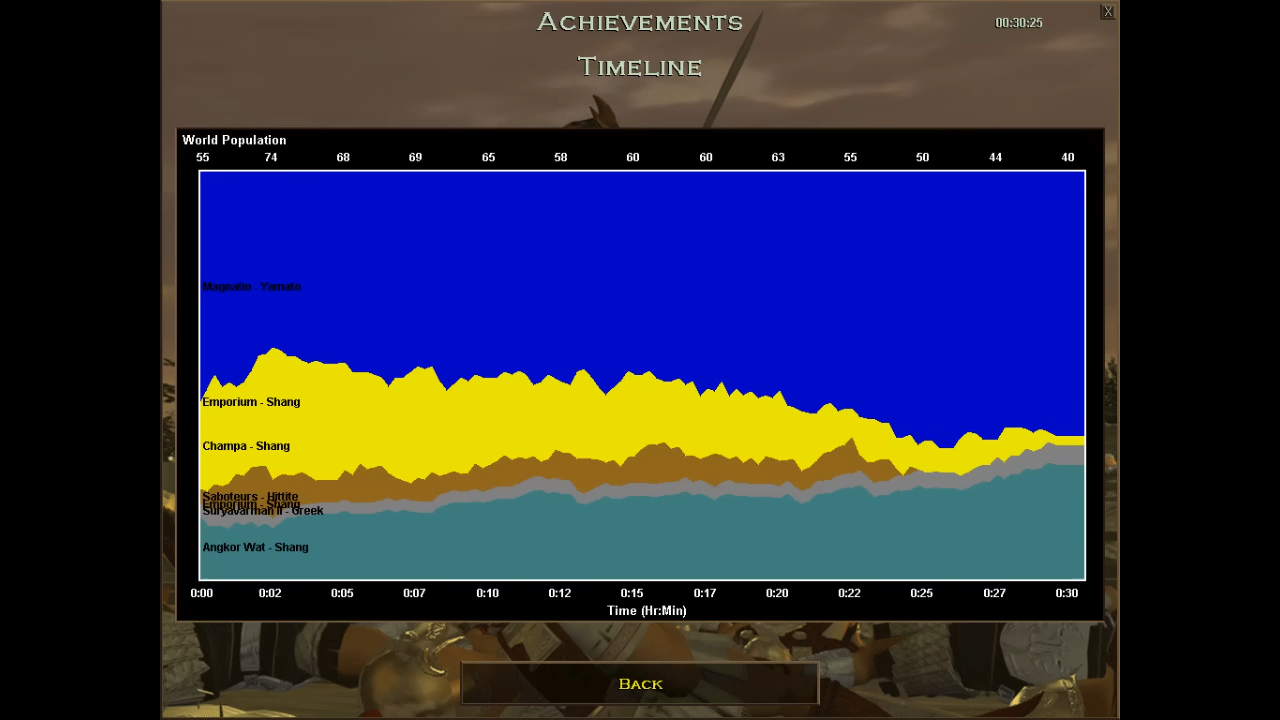 Achievements
00:30:25
X
Timeline
World Population
55 74 68 69 65 58 60 60 63 55 50 44 40
Magnatio - Yamato
Emporium - Shang
Champa - Shang
Saboteurs - Hittite
Emporium - Shang
Suryavarman II - Greek
Angkor Wat - Shang
0:00 0:02 0:05 0:07 0:10 0:12 0:15 0:17 0:20 0:22 0:25 0:27 0:30
Time (Hr:Min)
Back